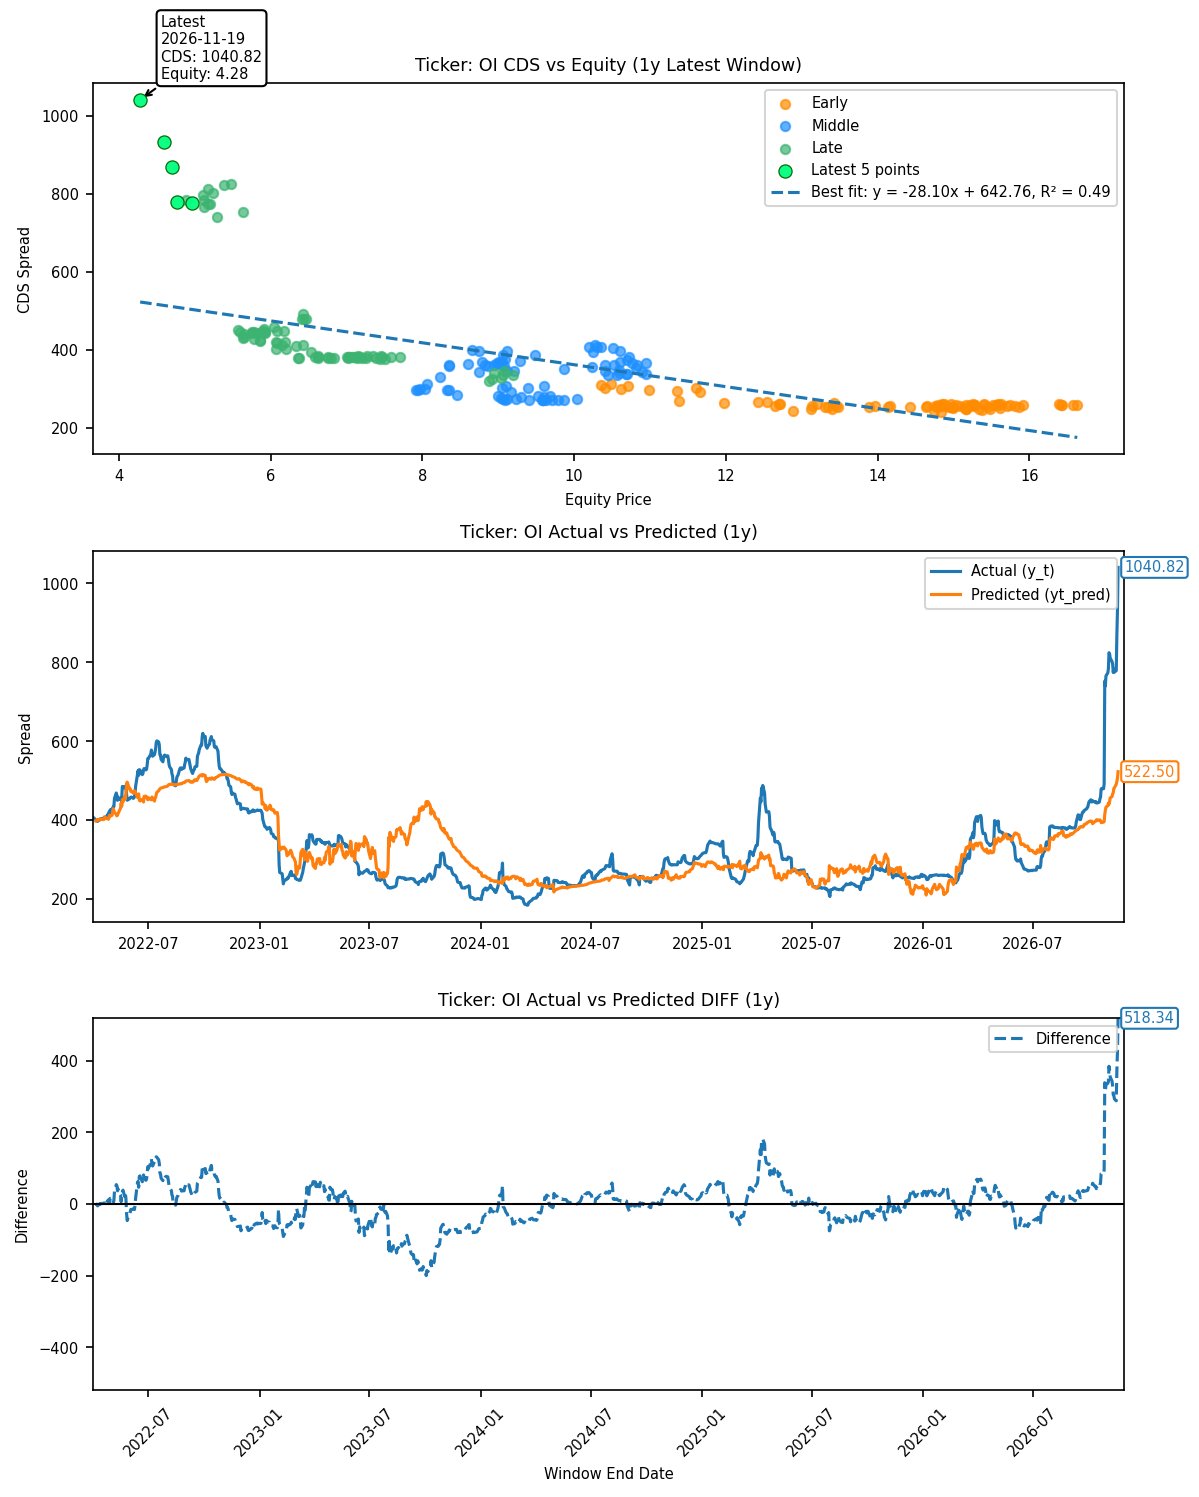 Latest
2026-11-19
CDS: 1040.82
Equity: 4.28
Ticker: OI CDS vs Equity (1y Latest Window)
Early
Middle
Late
Latest 5 points
Best fit: y = -28.10x + 642.76, R² = 0.49
CDS Spread
1000
800
600
400
200
4 6 8 10 12 14 16
Equity Price
Ticker: OI Actual vs Predicted (1y)
Actual (y_t)
Predicted (yt_pred)
1040.82
522.50
Spread
1000
800
600
400
200
2022-07 2023-01 2023-07 2024-01 2024-07 2025-01 2025-07 2026-01 2026-07
Ticker: OI Actual vs Predicted DIFF (1y)
518.34
Difference
Difference
400
200
0
−200
−400
2022-07 2023-01 2023-07 2024-01 2024-07 2025-01 2025-07 2026-01 2026-07
Window End Date